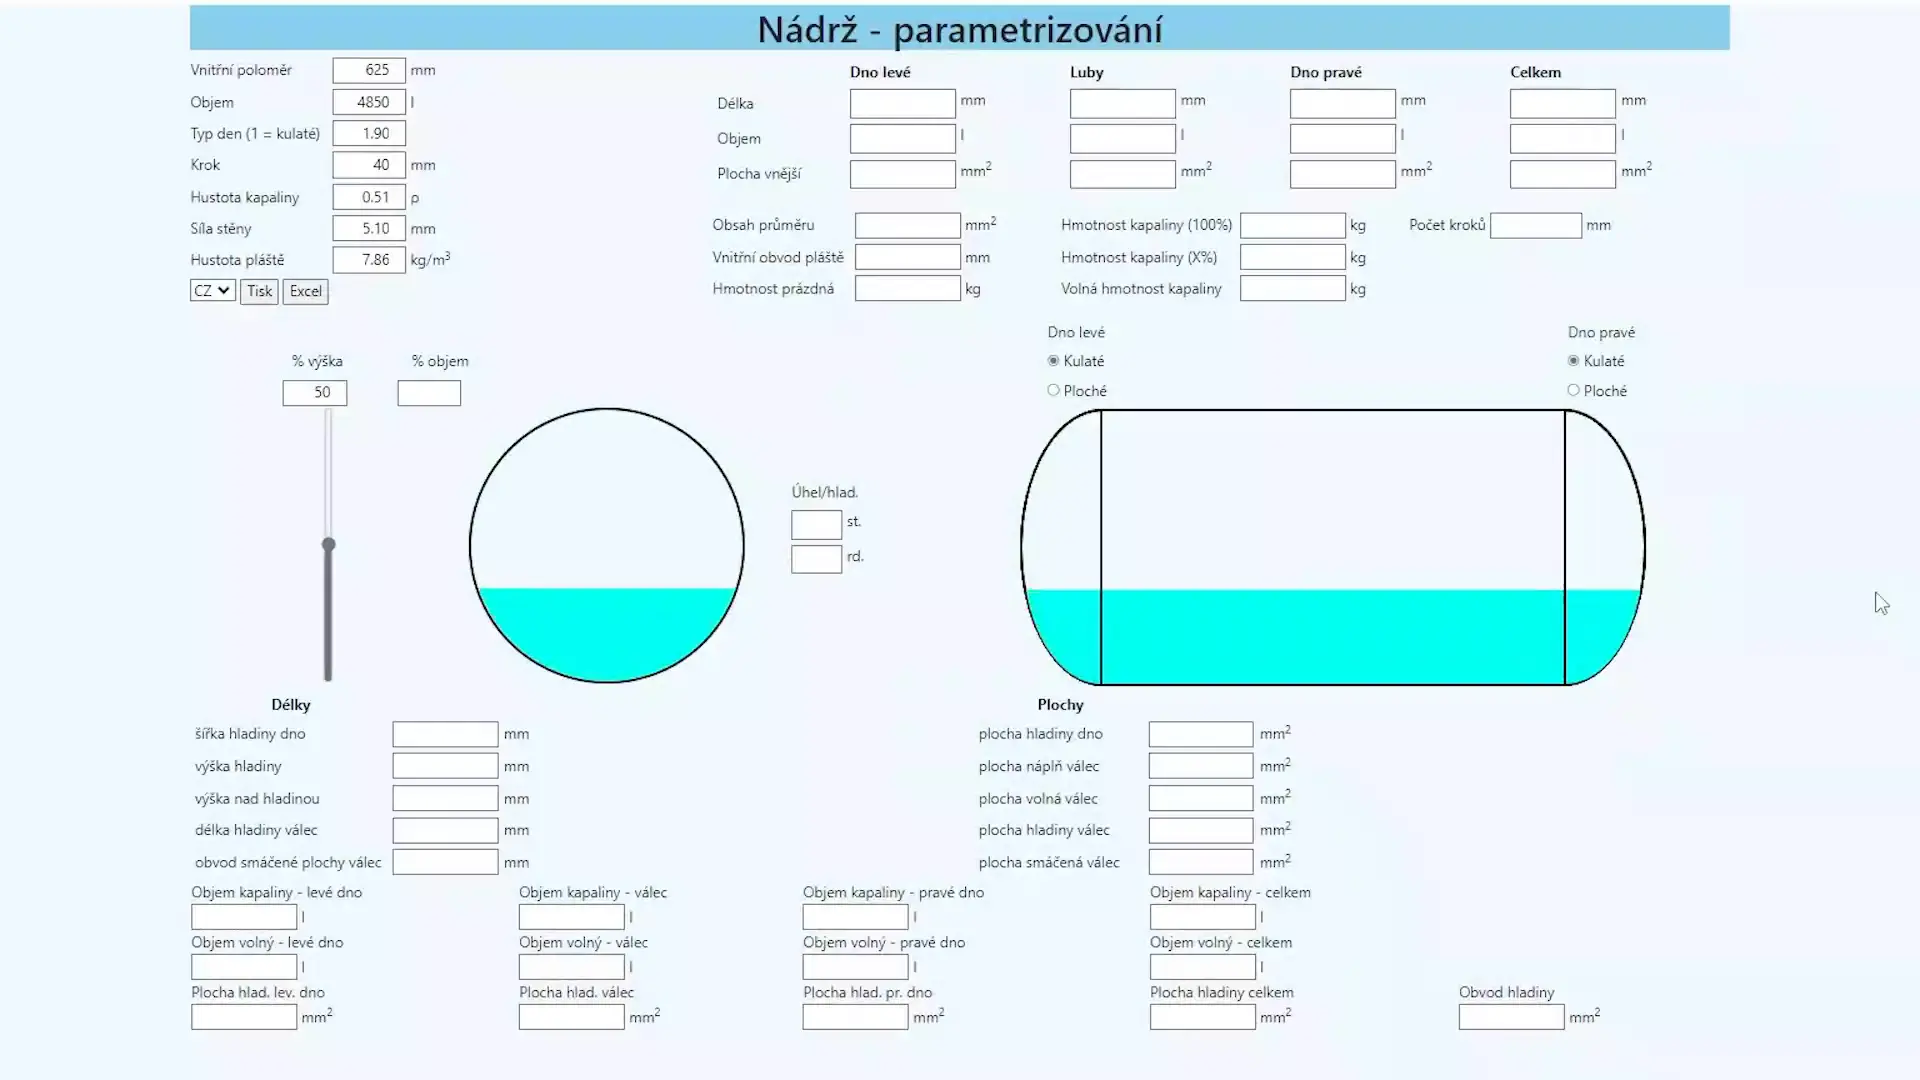 Nádrž - parametrizování
Vnitřní poloměr 625 mm
Objem 4850 l
Typ den (1 = kulaté) 1.90
Krok 40 mm
Hustota kapaliny 0.51 ρ
Síla stěny 5.10 mm
Hustota pláště 7.86 kg/m³
CZ Tisk Excel
Dno levé Luby Dno pravé Celkem
Délka mm mm mm mm
Objem l l l l
Plocha vnější mm² mm² mm² mm²
Obsah průměru mm² Hmotnost kapaliny (100%) kg Počet kroků mm
Vnitřní obvod pláště mm Hmotnost kapaliny (X%) kg
Hmotnost prázdná kg Volná hmotnost kapaliny kg
Dno levé Dno pravé
% výška % objem Kulaté Kulaté
50 Ploché Ploché
Úhel/hlad.
st.
rd.
Délky Plochy
šířka hladiny dno mm plocha hladiny dno mm²
výška hladiny mm plocha náplň válec mm²
výška nad hladinou mm plocha volná válec mm²
délka hladiny válec mm plocha hladiny válec mm²
obvod smáčené plochy válec mm plocha smáčená válec mm²
Objem kapaliny - levé dno Objem kapaliny - válec Objem kapaliny - pravé dno Objem kapaliny - celkem
l l l l
Objem volný - levé dno Objem volný - válec Objem volný - pravé dno Objem volný - celkem
l l l l
Plocha hlad. lev. dno Plocha hlad. válec Plocha hlad. pr. dno Plocha hladiny celkem Obvod hladiny
mm² mm² mm² mm² mm²